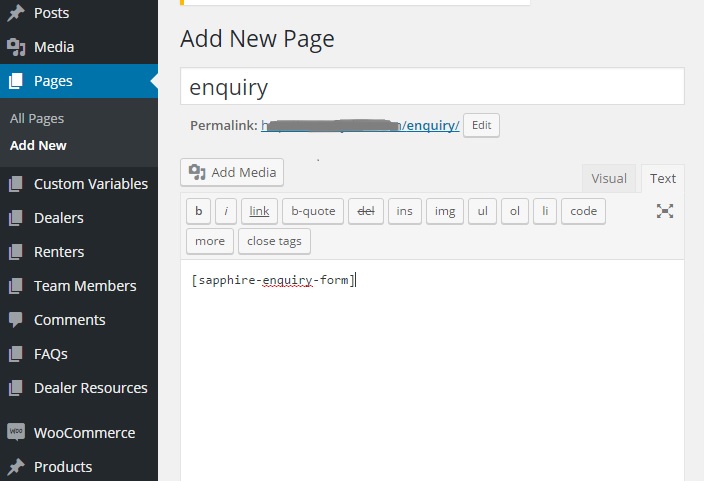 Posts
Media
Pages
All Pages
Add New
Custom Variables
Dealers
Renters
Team Members
Comments
FAQs
Dealer Resources
WOO
WooCommerce
Products
Add New Page
enquiry
Permalink: /enquiry/ Edit
Add Media
Visual Text
b i link b-quote del ins img ul ol li code
more close tags
[sapphire-enquiry-form]